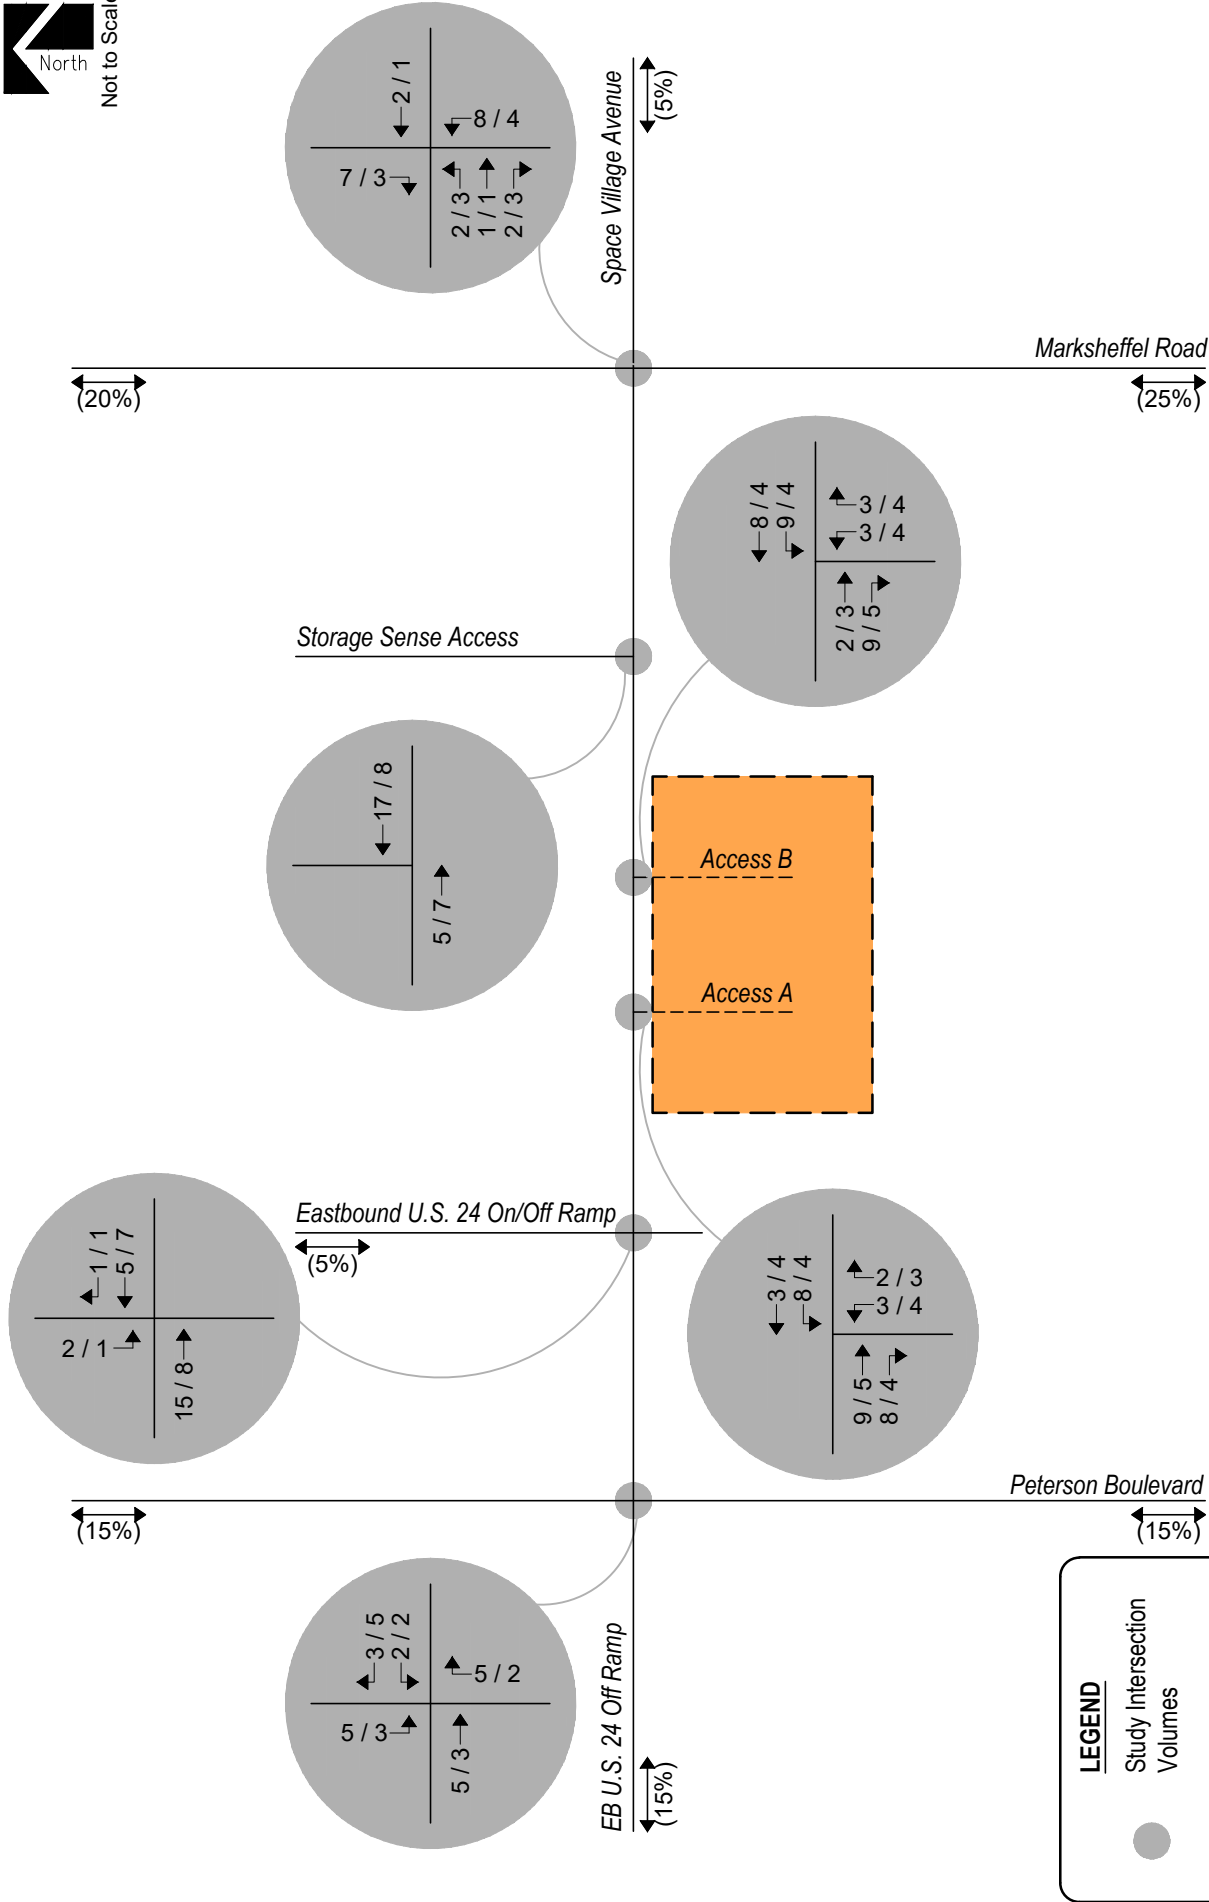 North
Not to Scale
2 / 1
8 / 4
7 / 3
2 / 3
1 / 1
2 / 3
Space Village Avenue
(5%)
Marksheffel Road
(20%)
(25%)
8 / 4
9 / 4
3 / 4
3 / 4
2 / 3
9 / 5
Storage Sense Access
17 / 8
5 / 7
Access B
Access A
Eastbound U.S. 24 On/Off Ramp
(5%)
1 / 1
5 / 7
2 / 1
15 / 8
3 / 4
8 / 4
2 / 3
3 / 4
9 / 5
8 / 4
Peterson Boulevard
(15%)
(15%)
3 / 5
2 / 2
5 / 2
5 / 3
5 / 3
EB U.S. 24 Off Ramp
(15%)
LEGEND
Study Intersection
Volumes